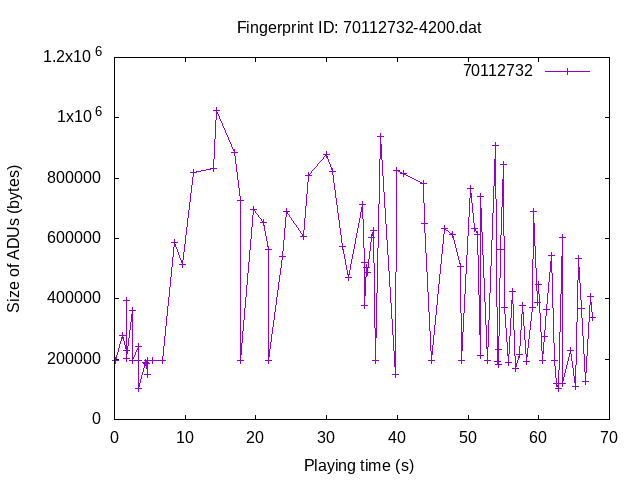 Fingerprint ID: 70112732-4200.dat
1.2x10^6
1x10^6
800000
600000
400000
200000
0
Size of ADUs (bytes)
70112732
0 10 20 30 40 50 60 70
Playing time (s)